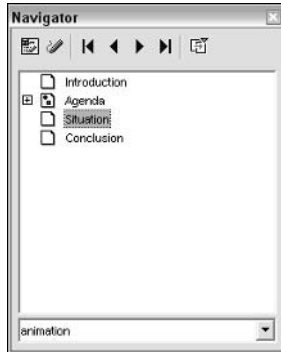 Navigator
Introduction
Agenda
Situation
Conclusion
animation